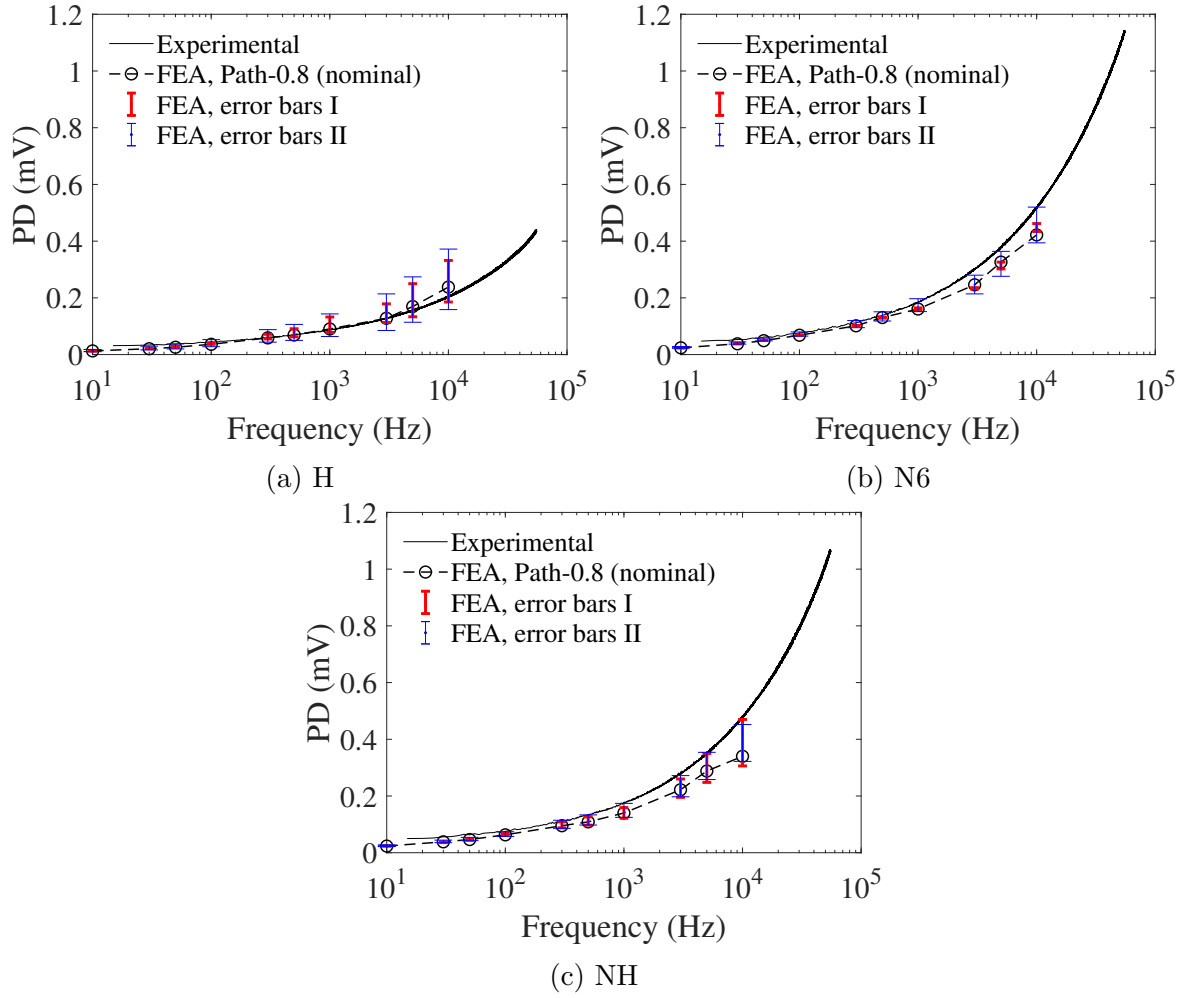 1.2
1
0.8
0.6
0.4
0.2
0
PD (mV)
Experimental
FEA, Path-0.8 (nominal)
FEA, error bars I
FEA, error bars II
10^1 10^2 10^3 10^4 10^5
Frequency (Hz)
(a) H
1.2
1
0.8
0.6
0.4
0.2
0
PD (mV)
Experimental
FEA, Path-0.8 (nominal)
FEA, error bars I
FEA, error bars II
10^1 10^2 10^3 10^4 10^5
Frequency (Hz)
(b) N6
1.2
1
0.8
0.6
0.4
0.2
0
PD (mV)
Experimental
FEA, Path-0.8 (nominal)
FEA, error bars I
FEA, error bars II
10^1 10^2 10^3 10^4 10^5
Frequency (Hz)
(c) NH